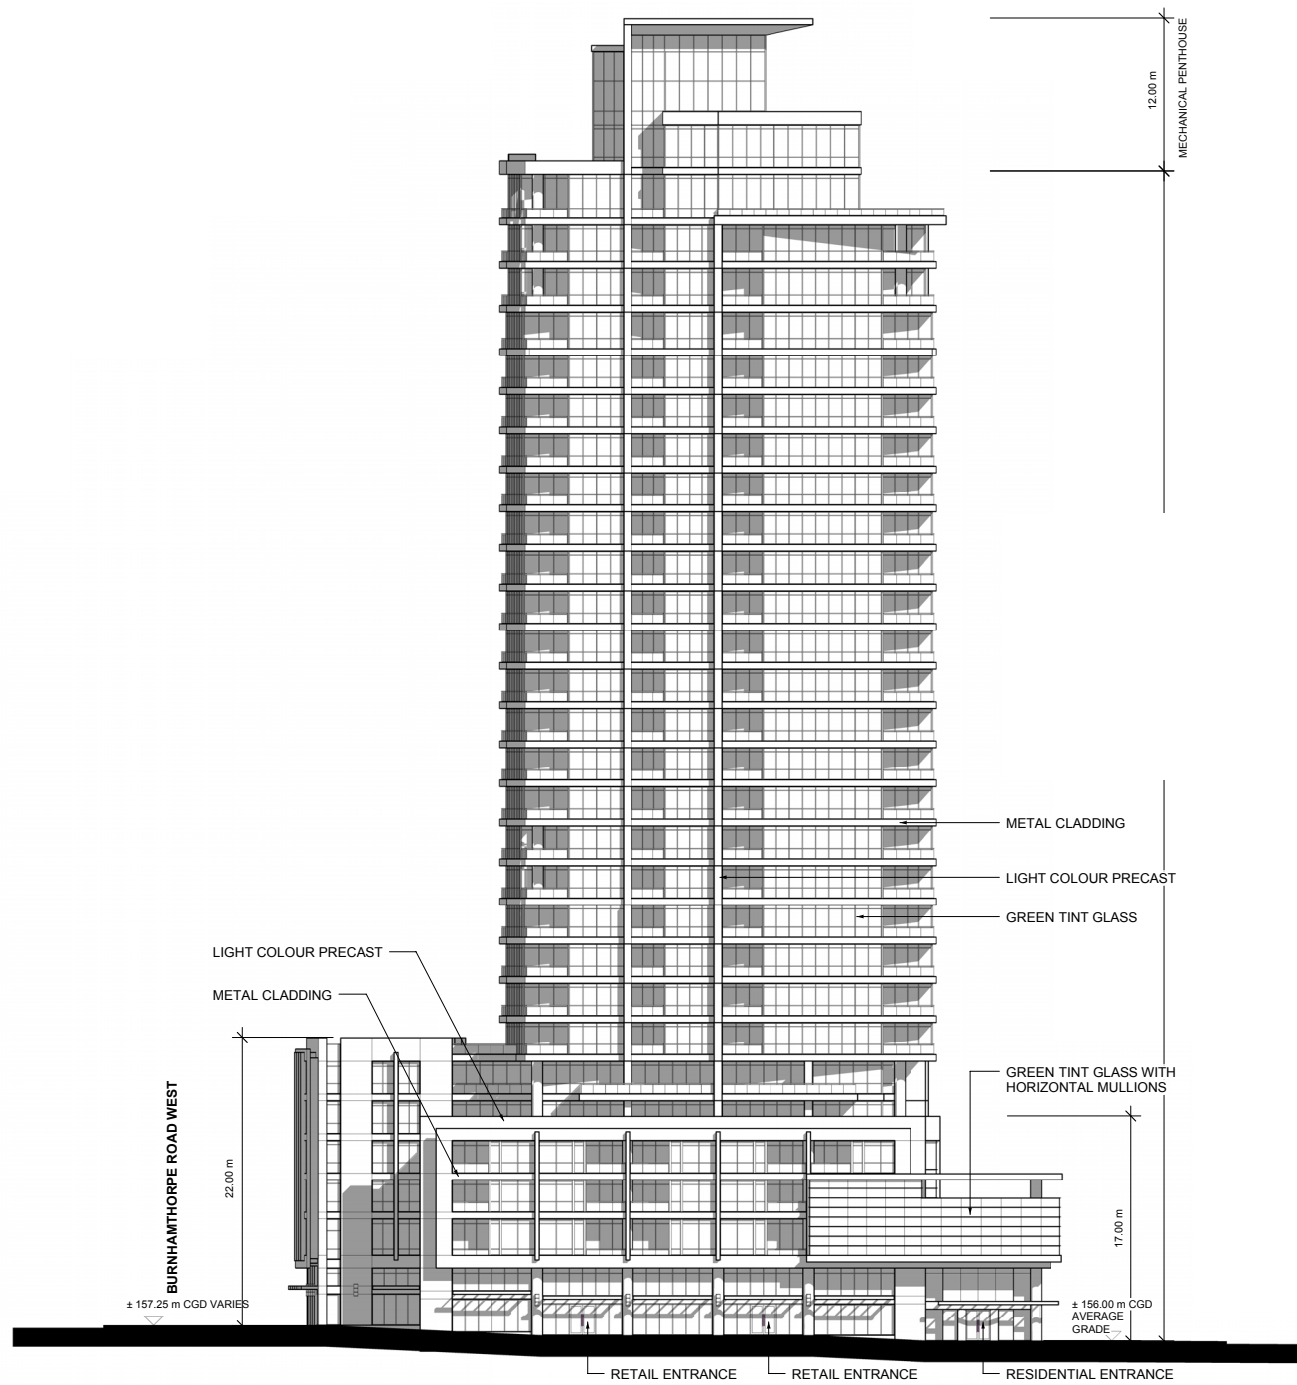 12.00 m
MECHANICAL PENTHOUSE
METAL CLADDING
LIGHT COLOUR PRECAST
GREEN TINT GLASS
LIGHT COLOUR PRECAST
METAL CLADDING
GREEN TINT GLASS WITH
HORIZONTAL MULLIONS
BURNHAMTHORPE ROAD WEST
22.00 m
17.00 m
± 157.25 m CGD VARIES
± 156.00 m CGD
AVERAGE
GRADE
RETAIL ENTRANCE
RETAIL ENTRANCE
RESIDENTIAL ENTRANCE